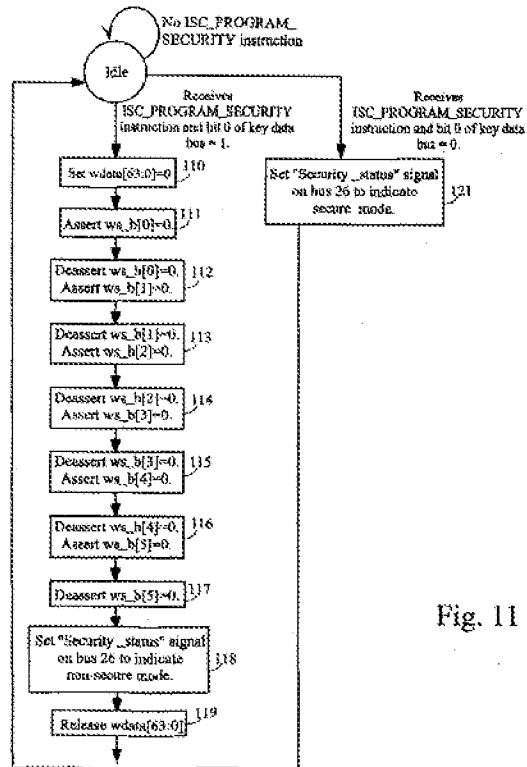 No ISC_PROGRAM_
SECURITY instruction
Idle
Receives
ISC_PROGRAM_SECURITY
instruction and bit 0 of key data
bus = 1.
Receives
ISC_PROGRAM_SECURITY
instruction and bit 0 of key data
bus = 0.
110
Set wdata[63:0]=0
111
Assert ws_b[0]=0.
Deassert ws_b[0]=0.
Assert ws_b[1]=0.
112
Deassert ws_b[1]=0.
Assert ws_b[2]=0.
113
Deassert ws_b[2]=0.
Assert ws_b[3]=0.
114
Deassert ws_b[3]=0.
Assert ws_b[4]=0.
115
Deassert ws_b[4]=0.
Assert ws_b[5]=0.
116
Deassert ws_b[5]=0.
117
Set "Security _status" signal
on bus 26 to indicate
non-secure mode.
118
Release wdata[63:0]
119
Set "Security _status" signal
on bus 26 to indicate
secure mode.
121
Fig. 11